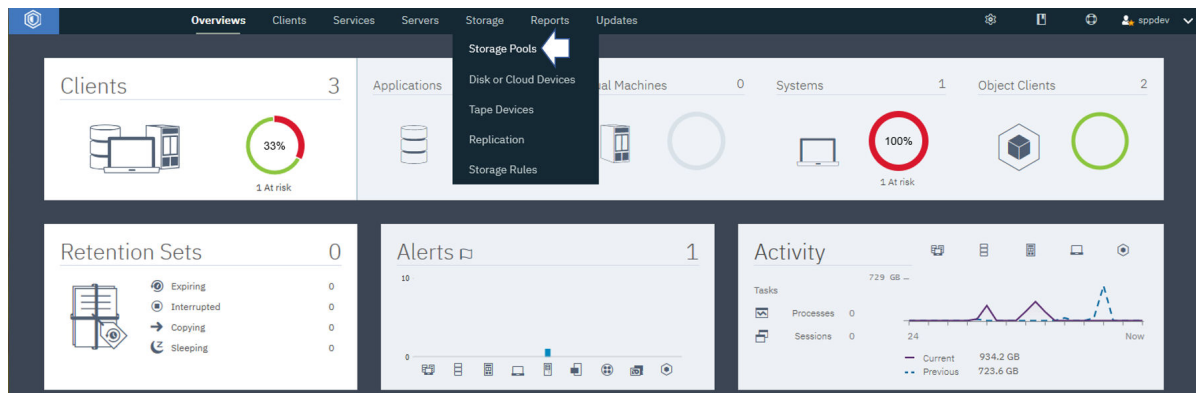 Overviews Clients Services Servers Storage Reports Updates sppdev
Storage Pools
Disk or Cloud Devices
Tape Devices
Replication
Storage Rules
Clients 3
33%
1 At risk
Applications
ual Machines 0
Systems 1
100%
1 At risk
Object Clients 2
Retention Sets 0
Expiring 0
Interrupted 0
Copying 0
Sleeping 0
Alerts 1
10
0
Activity
729 GB
Tasks
Processes 0
Sessions 0
24 Now
Current 934.2 GB
Previous 723.6 GB